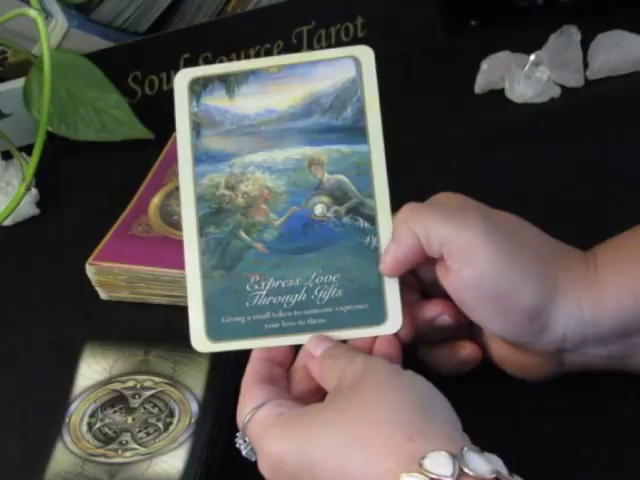 Soul Source Tarot
Express Love
Through Gifts
Giving a small token to someone expresses
your love to them.